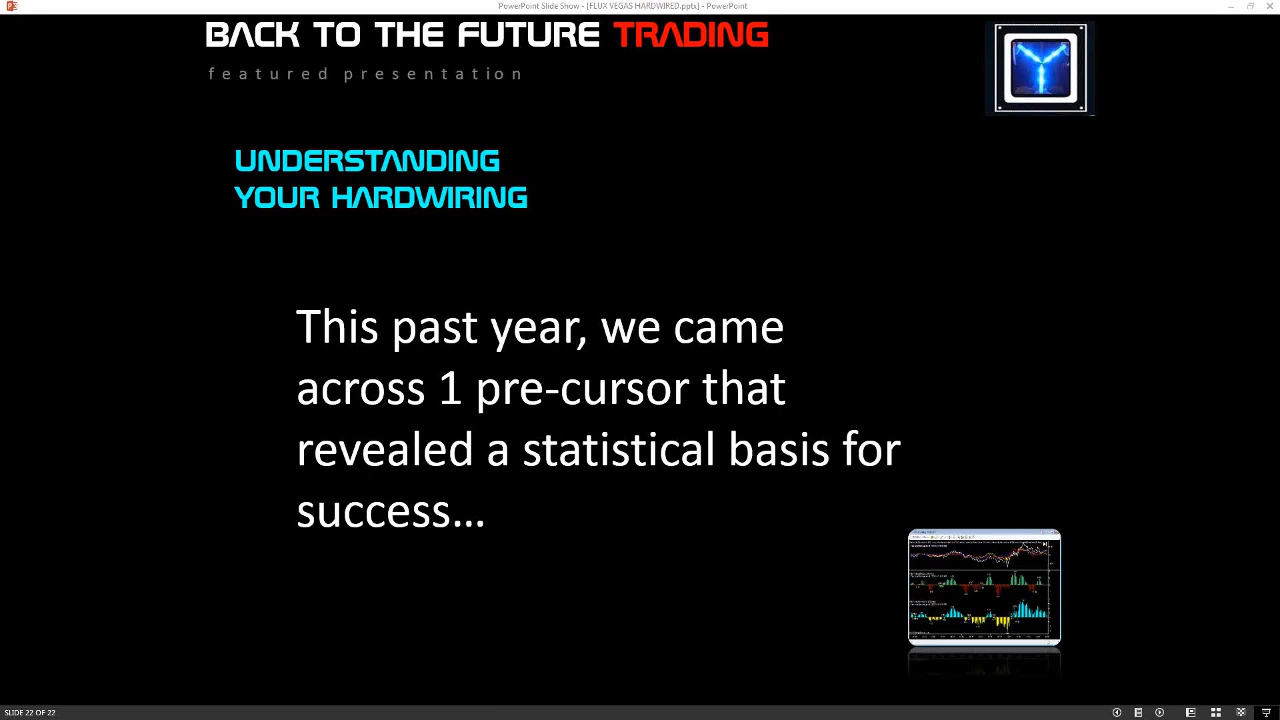 PowerPoint Slide Show - [FLUX VEGAS HARDWIRED.pptx] - PowerPoint
BACK TO THE FUTURE TRADING
featured presentation
UNDERSTANDING
YOUR HARDWIRING
This past year, we came
across 1 pre-cursor that
revealed a statistical basis for
success...
SLIDE 22 OF 22